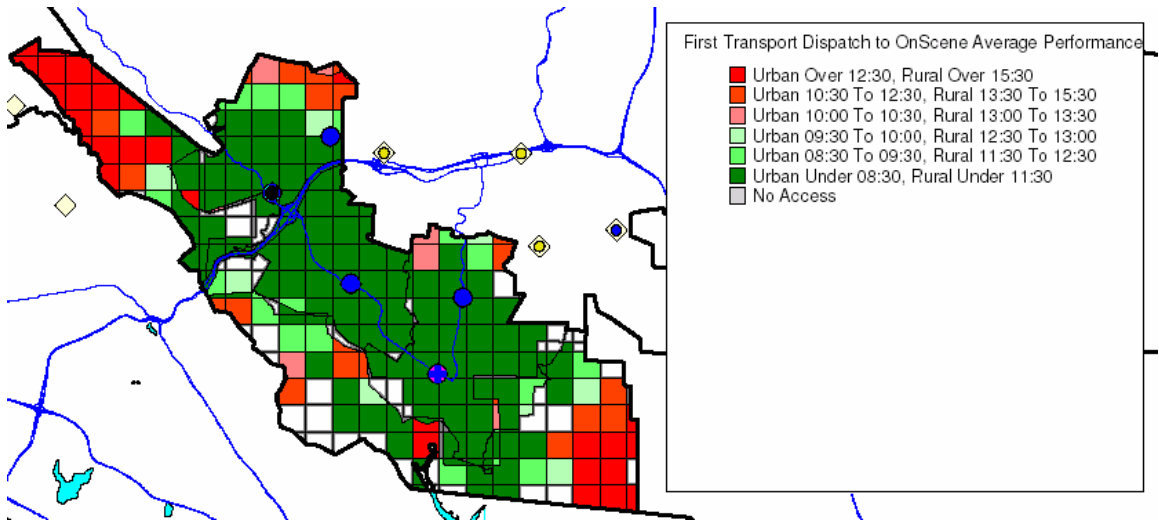 First Transport Dispatch to OnScene Average Performance
Urban Over 12:30, Rural Over 15:30
Urban 10:30 To 12:30, Rural 13:30 To 15:30
Urban 10:00 To 10:30, Rural 13:00 To 13:30
Urban 09:30 To 10:00, Rural 12:30 To 13:00
Urban 08:30 To 09:30, Rural 11:30 To 12:30
Urban Under 08:30, Rural Under 11:30
No Access